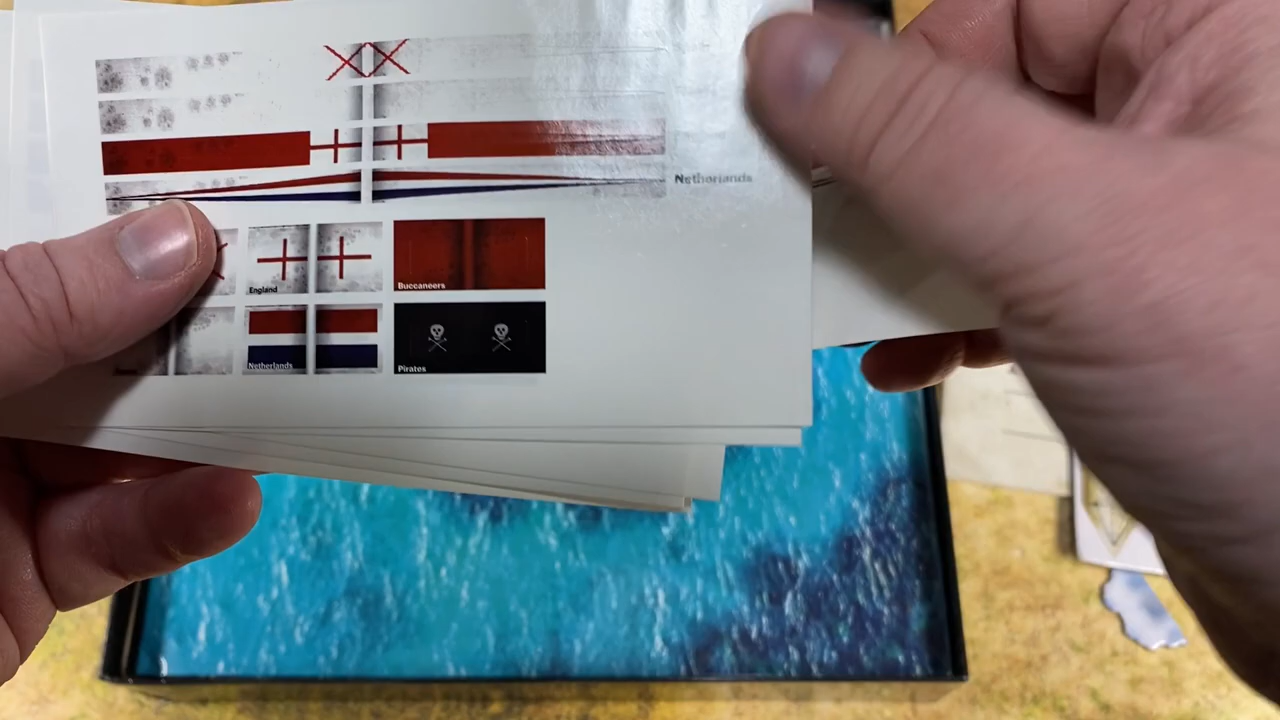 Netherlands
England
Buccaneers
Netherlands
Pirates